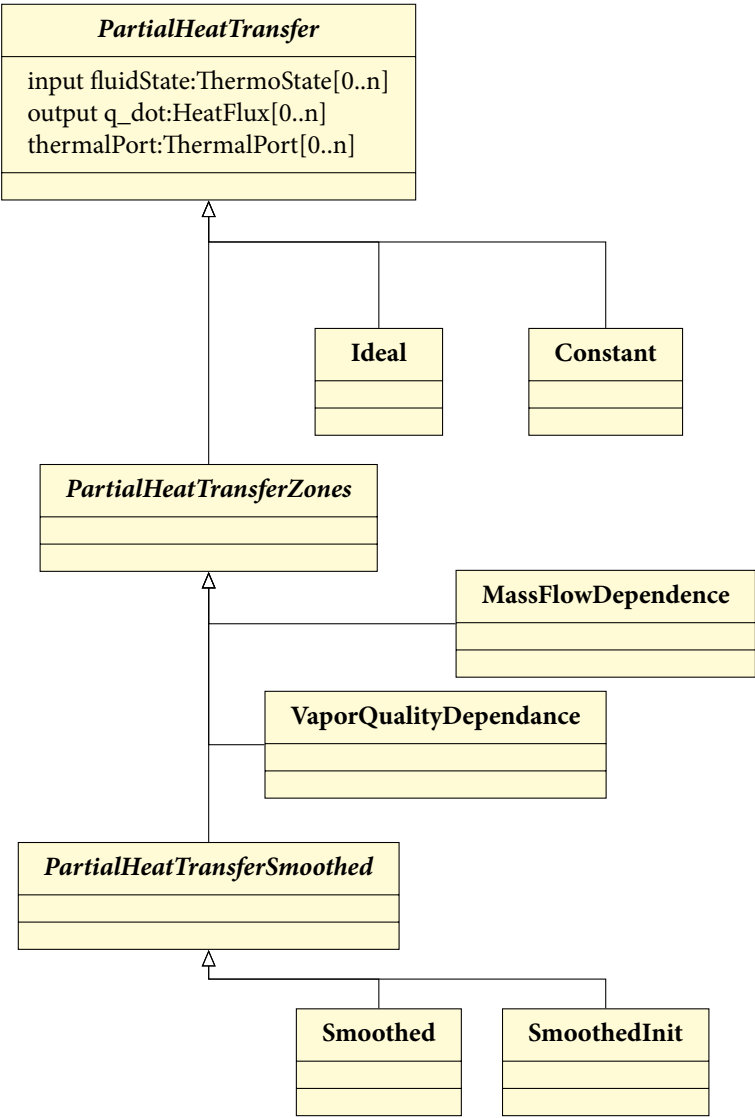 PartialHeatTransfer
input fluidState:ThermoState[0..n]
output q_dot:HeatFlux[0..n]
thermalPort:ThermalPort[0..n]
Ideal
Constant
PartialHeatTransferZones
MassFlowDependence
VaporQualityDependance
PartialHeatTransferSmoothed
Smoothed
SmoothedInit